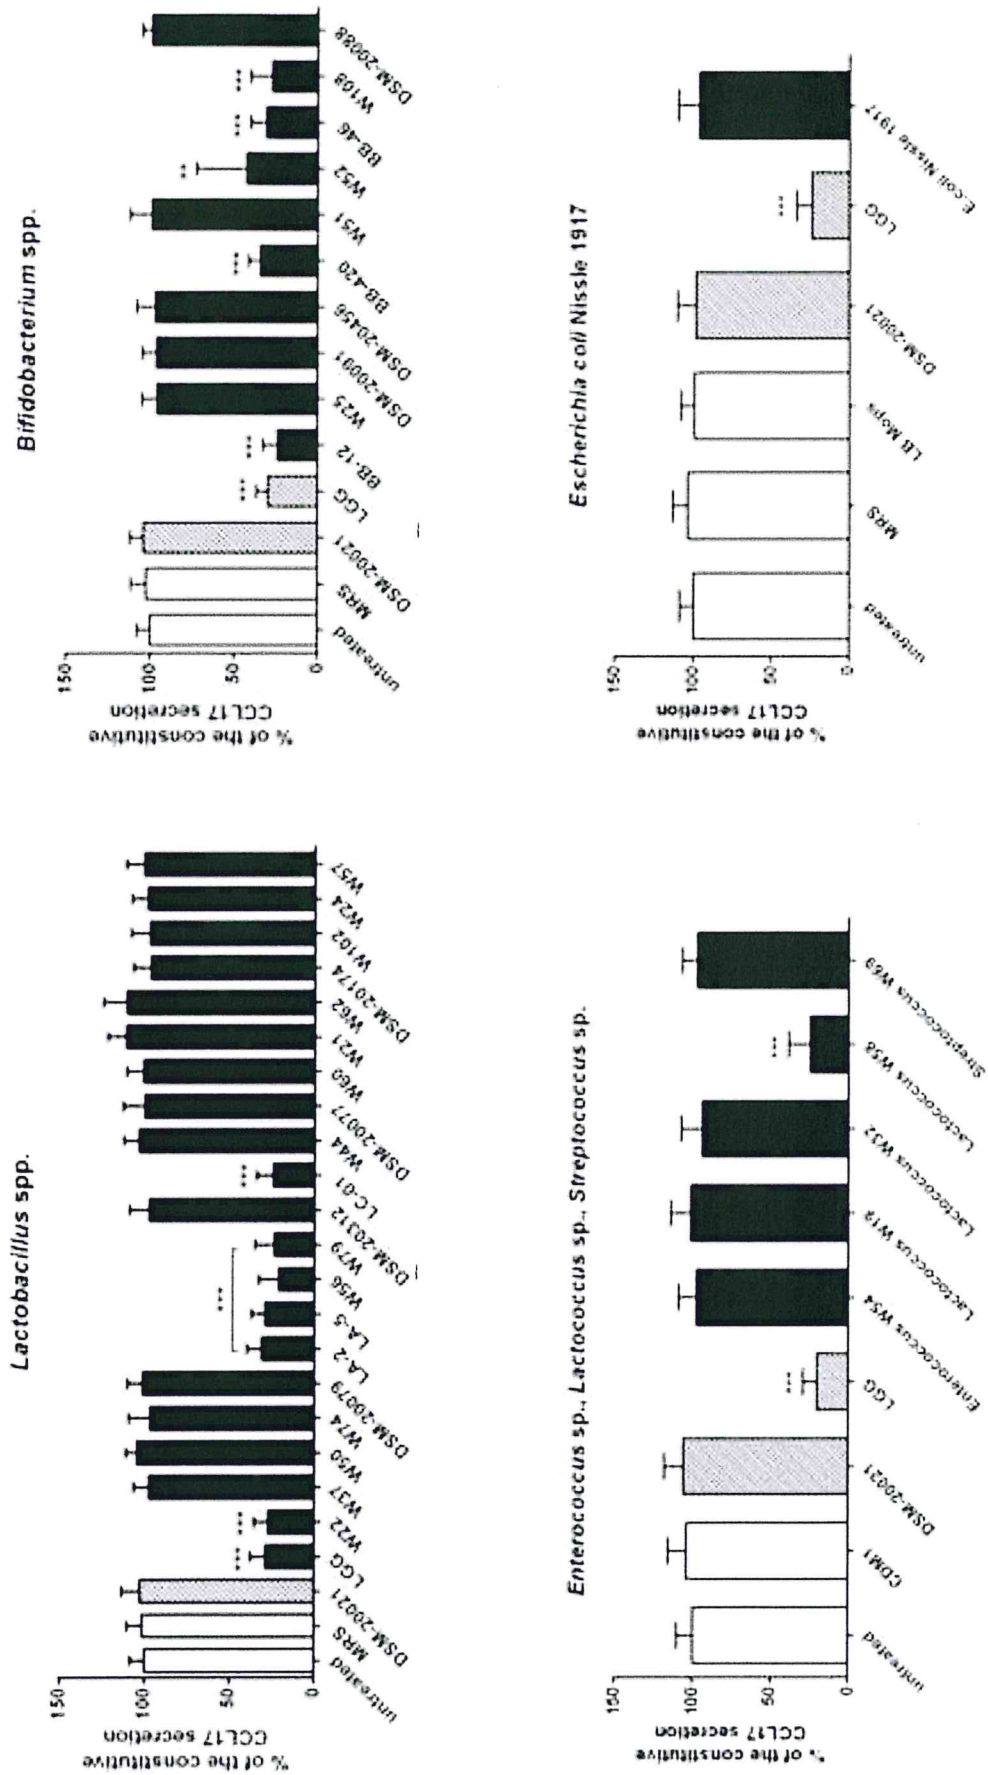 Lactobacillus spp.
% of the constitutive
CCL17 secretion
150
100
50
0
***
***
***
***
untreated
MRS
DSM-20021
LGG
W22
W37
W50
W74
DSM-20079
LA-2
LA-5
W56
W79
DSM-20312
LC-01
W44
DSM-20077
W60
W21
W62
DSM-20174
W102
W24
W57
Bifidobacterium spp.
% of the constitutive
CCL17 secretion
150
100
50
0
***
***
***
**
***
***
untreated
MRS
DSM-20021
LGG
BB-12
W25
DSM-20091
DSM-20456
BB-420
W51
W52
BB-46
W108
DSM-20088
Enterococcus sp., Lactococcus sp., Streptococcus sp.
% of the constitutive
CCL17 secretion
150
100
50
0
***
***
untreated
CDM1
DSM-20021
LGG
Enterococcus W54
Lactococcus W19
Lactococcus W32
Lactococcus W58
Streptococcus W69
Escherichia coli Nissle 1917
% of the constitutive
CCL17 secretion
150
100
50
0
***
untreated
MRS
LB Mops
DSM-20021
LGG
E.coli Nissle 1917